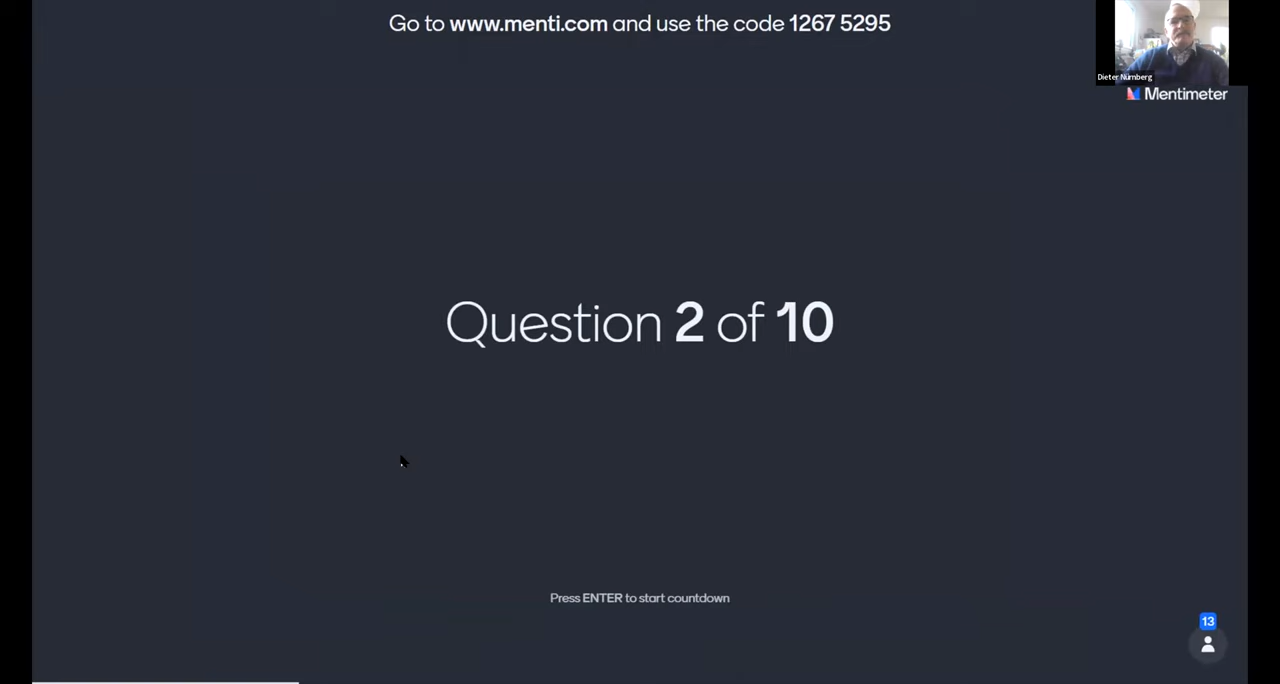 Go to www.menti.com and use the code 1267 5295
Dieter Nürnberg
Mentimeter
Question 2 of 10
Press ENTER to start countdown
13